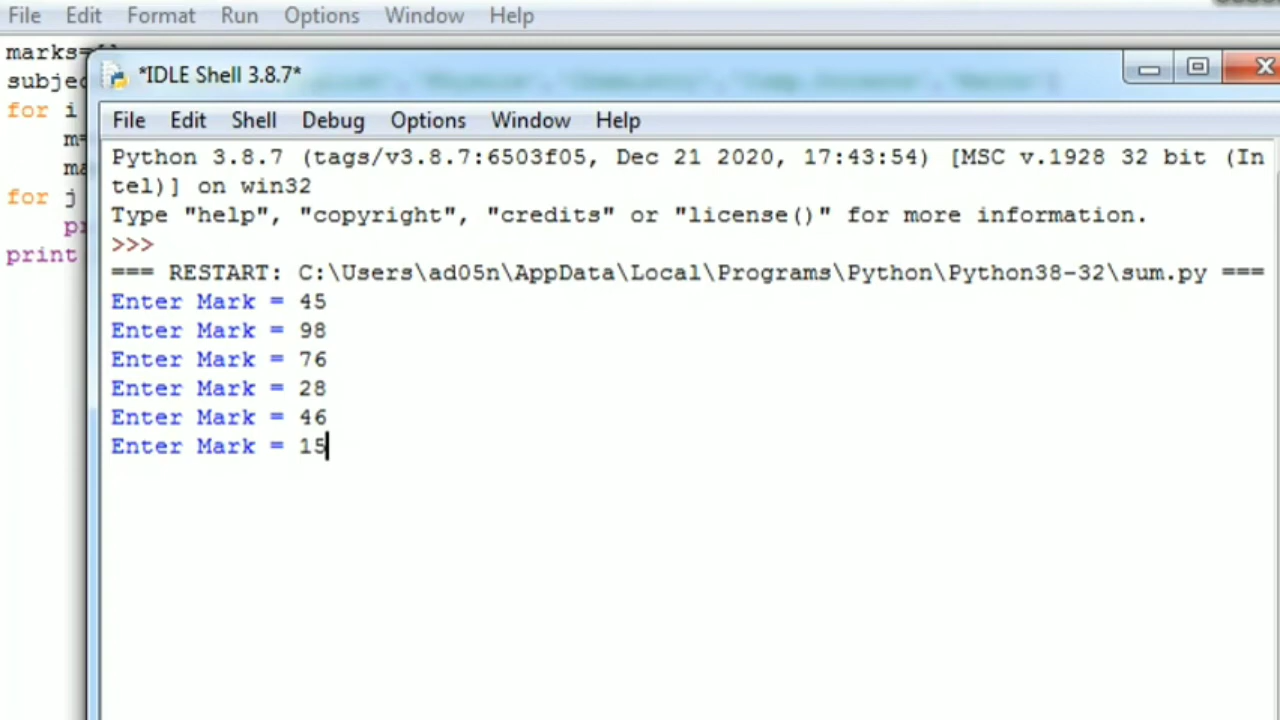 File Edit Format Run Options Window Help
marks=
subjec
for i
m=
ma
for j
pr
print
*IDLE Shell 3.8.7*
File Edit Shell Debug Options Window Help
Python 3.8.7 (tags/v3.8.7:6503f05, Dec 21 2020, 17:43:54) [MSC v.1928 32 bit (In
tel)] on win32
Type "help", "copyright", "credits" or "license()" for more information.
>>>
=== RESTART: C:\Users\ad05n\AppData\Local\Programs\Python\Python38-32\sum.py ===
Enter Mark = 45
Enter Mark = 98
Enter Mark = 76
Enter Mark = 28
Enter Mark = 46
Enter Mark = 15